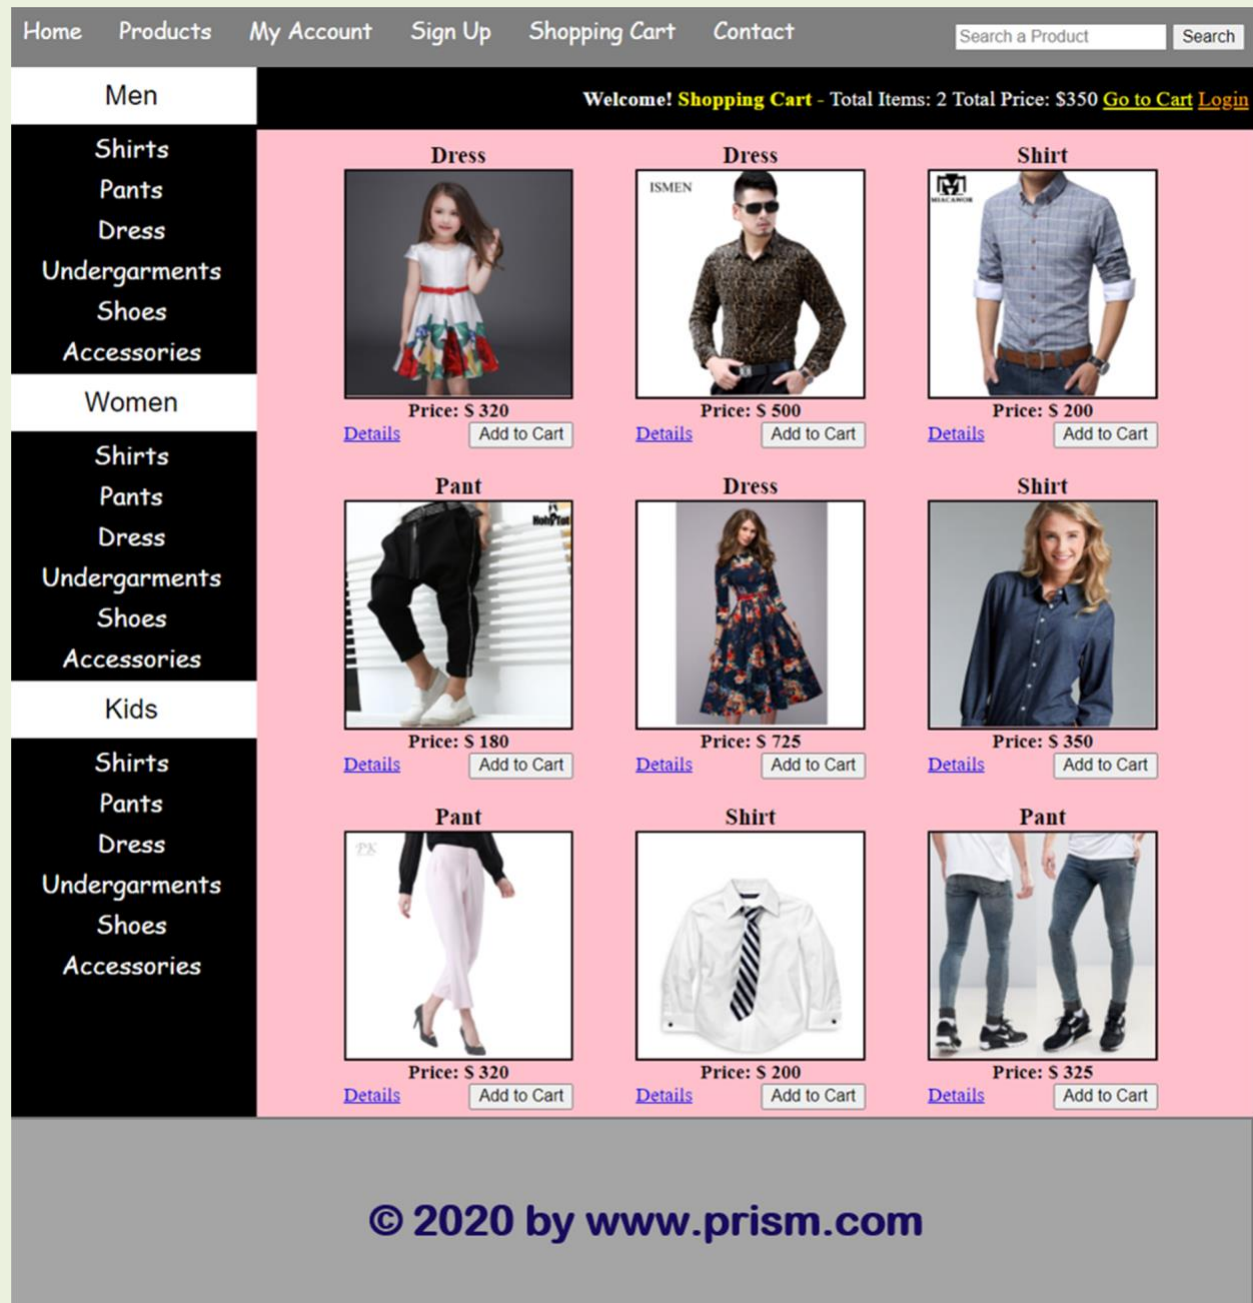 Home Products My Account Sign Up Shopping Cart Contact Search a Product Search
Welcome! Shopping Cart - Total Items: 2 Total Price: $350 Go to Cart Login
Men
Shirts
Pants
Dress
Undergarments
Shoes
Accessories
Women
Shirts
Pants
Dress
Undergarments
Shoes
Accessories
Kids
Shirts
Pants
Dress
Undergarments
Shoes
Accessories
Dress Dress Shirt
ISMEN
MIACAWOR
Price: $ 320 Price: $ 500 Price: $ 200
Details Add to Cart Details Add to Cart Details Add to Cart
Pant Dress Shirt
Price: $ 180 Price: $ 725 Price: $ 350
Details Add to Cart Details Add to Cart Details Add to Cart
Pant Shirt Pant
PK
Price: $ 320 Price: $ 200 Price: $ 325
Details Add to Cart Details Add to Cart Details Add to Cart
© 2020 by www.prism.com